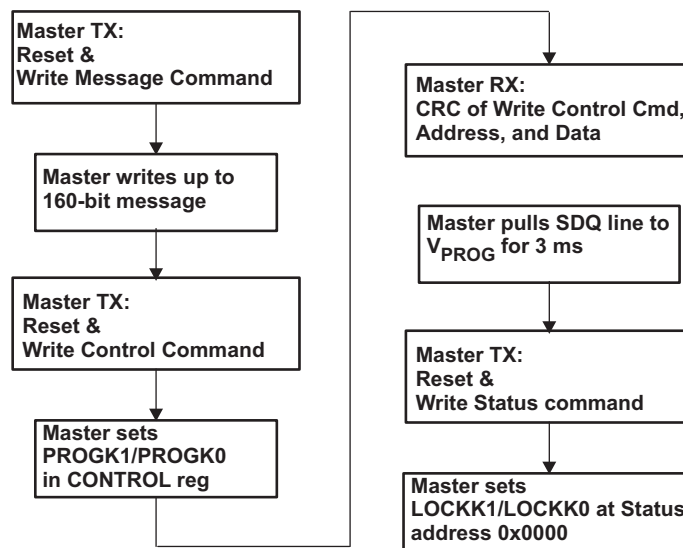 Master TX:
Reset &
Write Message Command
Master writes up to
160-bit message
Master TX:
Reset &
Write Control Command
Master sets
PROGK1/PROGK0
in CONTROL reg
Master RX:
CRC of Write Control Cmd,
Address, and Data
Master pulls SDQ line to
VPROG for 3 ms
Master TX:
Reset &
Write Status command
Master sets
LOCKK1/LOCKK0 at Status
address 0x0000